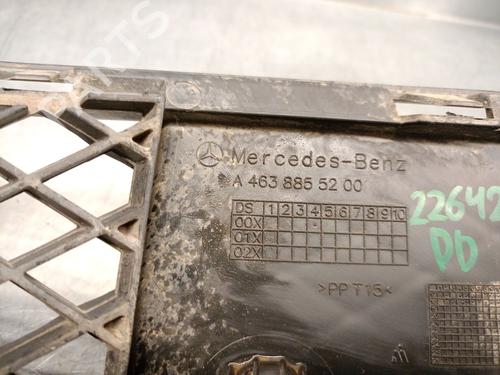 PARTS
Mercedes-Benz
A 463 885 52 00
DS 1 2 3 4 5 6 7 8 9 10
00X
01X
02X
22642
DD
>PP T15<